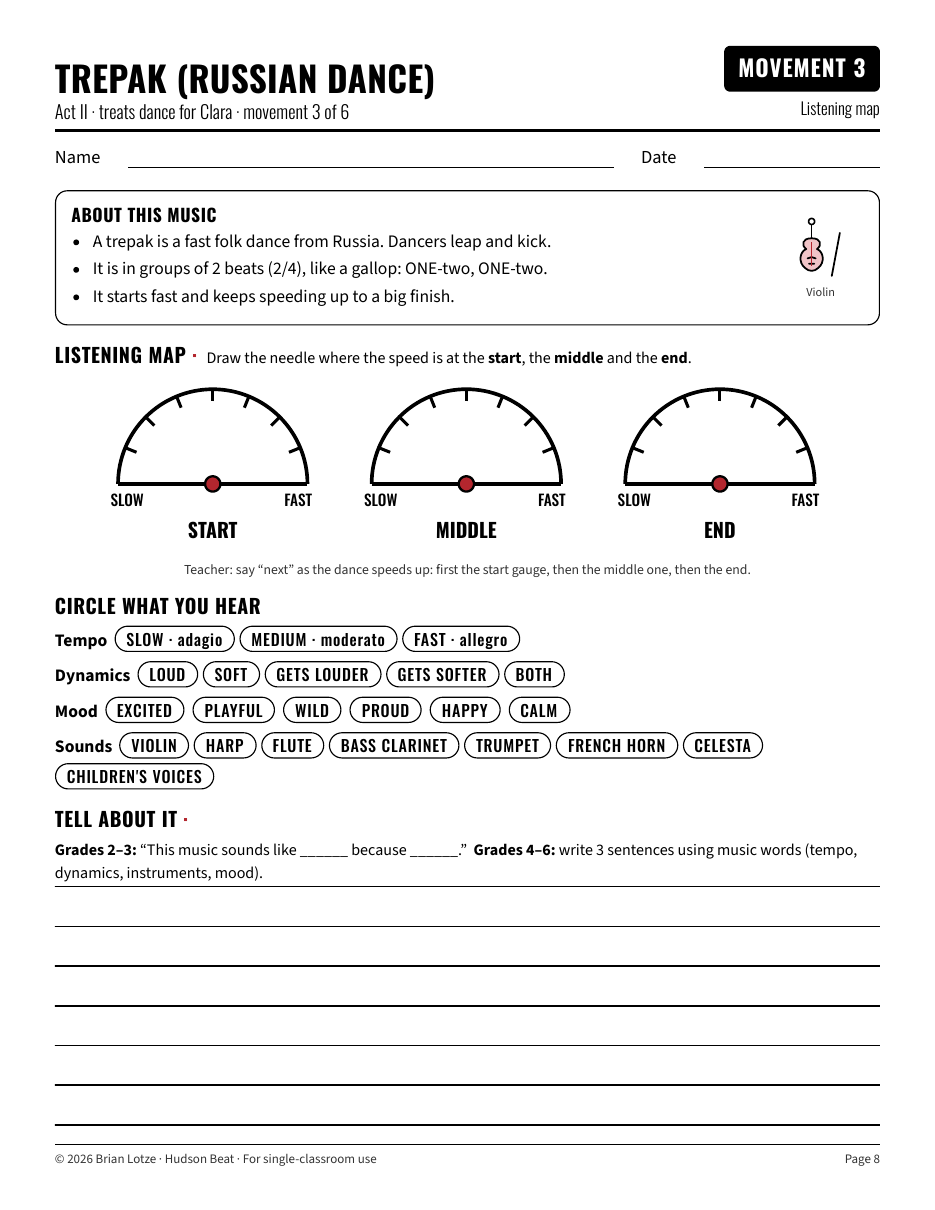 TREPAK (RUSSIAN DANCE)
MOVEMENT 3
Act II · treats dance for Clara · movement 3 of 6
Listening map
Name
Date
ABOUT THIS MUSIC
• A trepak is a fast folk dance from Russia. Dancers leap and kick.
• It is in groups of 2 beats (2/4), like a gallop: ONE-two, ONE-two.
• It starts fast and keeps speeding up to a big finish.
Violin
LISTENING MAP · Draw the needle where the speed is at the start, the middle and the end.
SLOW FAST SLOW FAST SLOW FAST
START MIDDLE END
Teacher: say “next” as the dance speeds up: first the start gauge, then the middle one, then the end.
CIRCLE WHAT YOU HEAR
Tempo SLOW · adagio MEDIUM · moderato FAST · allegro
Dynamics LOUD SOFT GETS LOUDER GETS SOFTER BOTH
Mood EXCITED PLAYFUL WILD PROUD HAPPY CALM
Sounds VIOLIN HARP FLUTE BASS CLARINET TRUMPET FRENCH HORN CELESTA
CHILDREN'S VOICES
TELL ABOUT IT ·
Grades 2–3: “This music sounds like ______ because ______.” Grades 4–6: write 3 sentences using music words (tempo,
dynamics, instruments, mood).
© 2026 Brian Lotze · Hudson Beat · For single-classroom use
Page 8